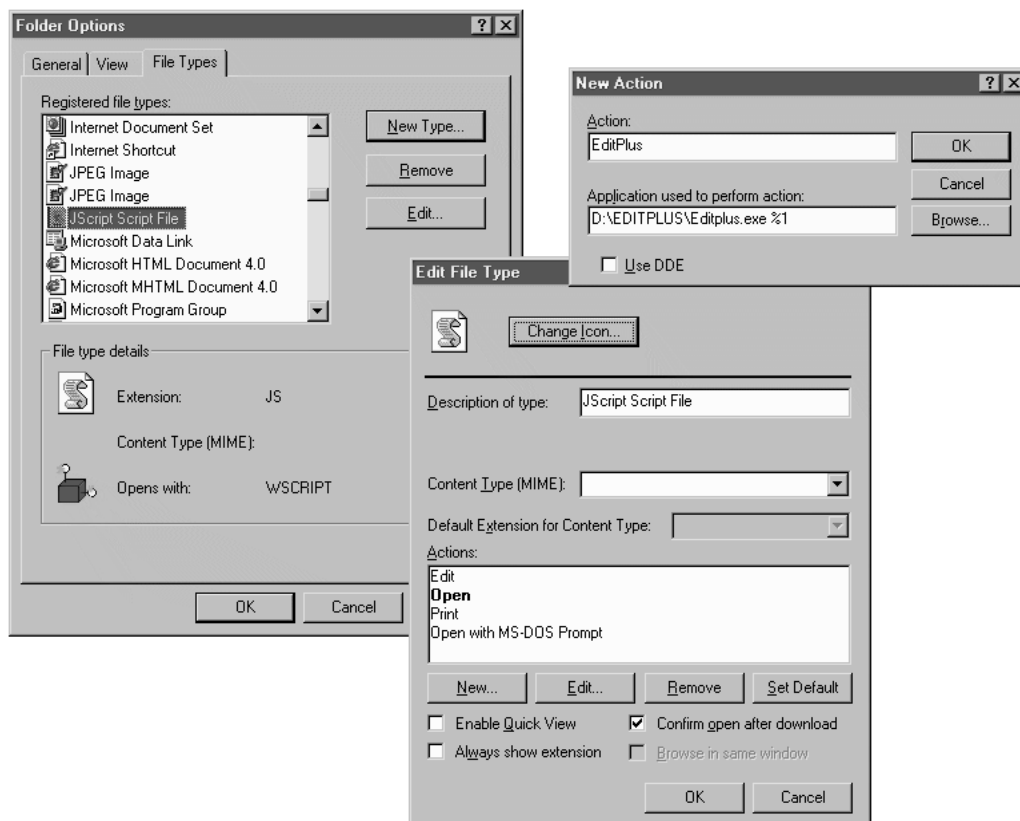 Folder Options
General View File Types
Registered file types:
Internet Document Set
Internet Shortcut
JPEG Image
JPEG Image
JScript Script File
Microsoft Data Link
Microsoft HTML Document 4.0
Microsoft MHTML Document 4.0
Microsoft Program Group
New Type...
Remove
Edit...
File type details
Extension: JS
Content Type (MIME):
Opens with: WSCRIPT
OK Cancel
New Action
Action:
EditPlus
Application used to perform action:
D:\EDITPLUS\Editplus.exe %1
Use DDE
OK
Cancel
Browse...
Edit File Type
Change Icon...
Description of type: JScript Script File
Content Type (MIME):
Default Extension for Content Type:
Actions:
Edit
Open
Print
Open with MS-DOS Prompt
New... Edit... Remove Set Default
Enable Quick View Confirm open after download
Always show extension Browse in same window
OK Cancel